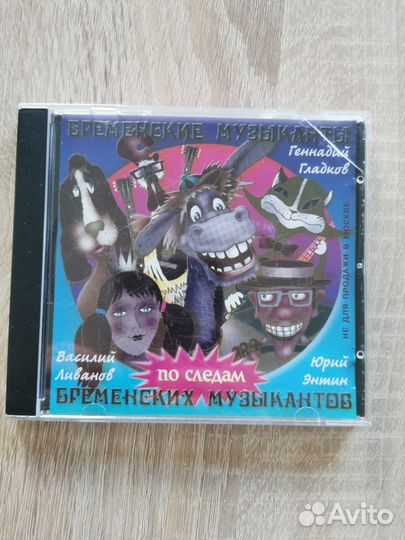 БРЕМЕНСКИЕ МУЗЫКАНТЫ
Геннадий
Гладков
НЕ ДЛЯ ПРОДАЖИ В МОСКВЕ
Василий
Ливанов
ПО СЛЕДАМ
Юрий
Энтин
БРЕМЕНСКИХ МУЗЫКАНТОВ
Avito